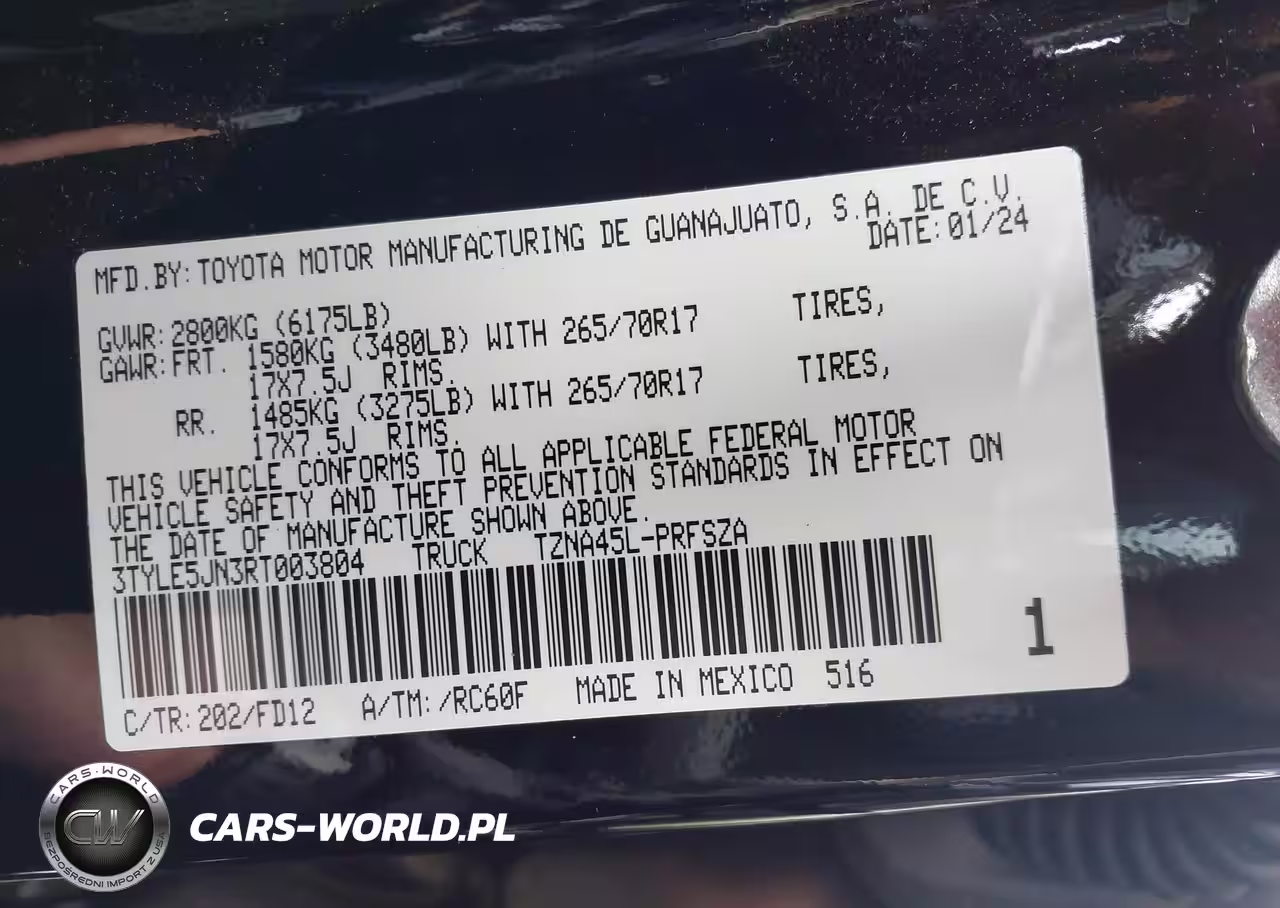 MFD.BY: TOYOTA MOTOR MANUFACTURING DE GUANAJUATO, S.A. DE C.V.
DATE: 01/24
GVWR: 2800KG (6175LB)
GAWR: FRT. 1580KG (3480LB) WITH 265/70R17 TIRES,
17X7.5J RIMS.
RR. 1485KG (3275LB) WITH 265/70R17 TIRES,
17X7.5J RIMS.
THIS VEHICLE CONFORMS TO ALL APPLICABLE FEDERAL MOTOR
VEHICLE SAFETY AND THEFT PREVENTION STANDARDS IN EFFECT ON
THE DATE OF MANUFACTURE SHOWN ABOVE.
3TYLE5JN3RT003804 TRUCK TZNA45L-PRFSZA
1
C/TR: 202/FD12 A/TM: /RC60F MADE IN MEXICO 516
CARS-WORLD
CW
BEZPOŚREDNI IMPORT Z USA
CARS-WORLD.PL